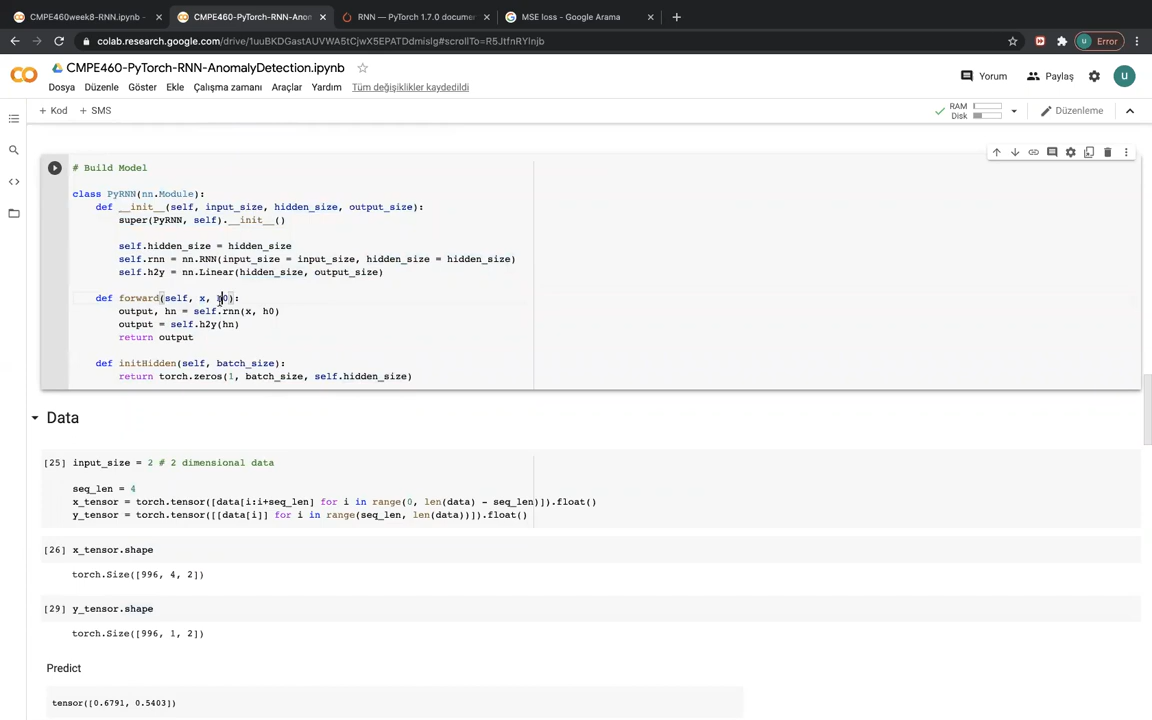 CMPE460week8-RNN.ipynb -
CMPE460-PyTorch-RNN-Anom
RNN — PyTorch 1.7.0 documer
MSE loss - Google Arama
colab.research.google.com/drive/1uuBKDGastAUVWA5tCjwX5EPATDdmislg#scrollTo=R5JtfnRYlnjb
u Error
CMPE460-PyTorch-RNN-AnomalyDetection.ipynb
Dosya Düzenle Göster Ekle Çalışma zamanı Araçlar Yardım Tüm değişiklikler kaydedildi
Yorum Paylaş u
+ Kod + SMS
RAM
Disk
Düzenleme
# Build Model
class PyRNN(nn.Module):
def __init__(self, input_size, hidden_size, output_size):
super(PyRNN, self).__init__()
self.hidden_size = hidden_size
self.rnn = nn.RNN(input_size = input_size, hidden_size = hidden_size)
self.h2y = nn.Linear(hidden_size, output_size)
def forward(self, x, h0):
output, hn = self.rnn(x, h0)
output = self.h2y(hn)
return output
def initHidden(self, batch_size):
return torch.zeros(1, batch_size, self.hidden_size)
Data
[25] input_size = 2 # 2 dimensional data
seq_len = 4
x_tensor = torch.tensor([data[i:i+seq_len] for i in range(0, len(data) - seq_len)]).float()
y_tensor = torch.tensor([[data[i]] for i in range(seq_len, len(data))]).float()
[26] x_tensor.shape
torch.Size([996, 4, 2])
[29] y_tensor.shape
torch.Size([996, 1, 2])
Predict
tensor([0.6791, 0.5403])